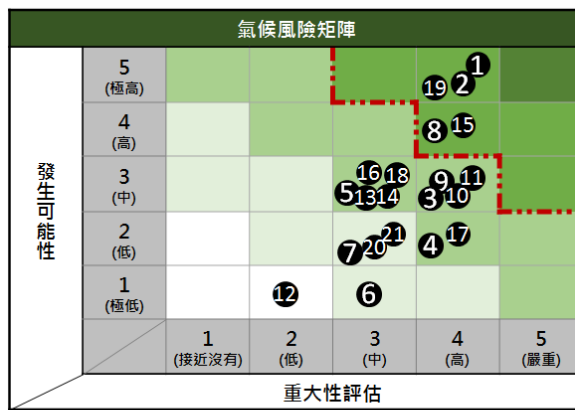 氣候風險矩陣
發生可能性
5
(極高)
1
2
19
4
(高)
8
15
3
(中)
16
18
9
11
5
13
14
3
10
2
(低)
21
17
7
20
4
1
(極低)
12
6
1
(接近沒有)
2
(低)
3
(中)
4
(高)
5
(嚴重)
重大性評估